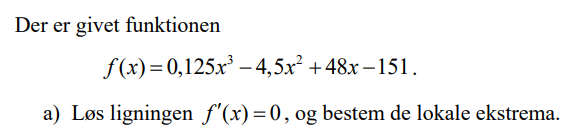 Der er givet funktionen
f(x) = 0,125x³ − 4,5x² + 48x − 151.
a) Løs ligningen f′(x) = 0, og bestem de lokale ekstrema.